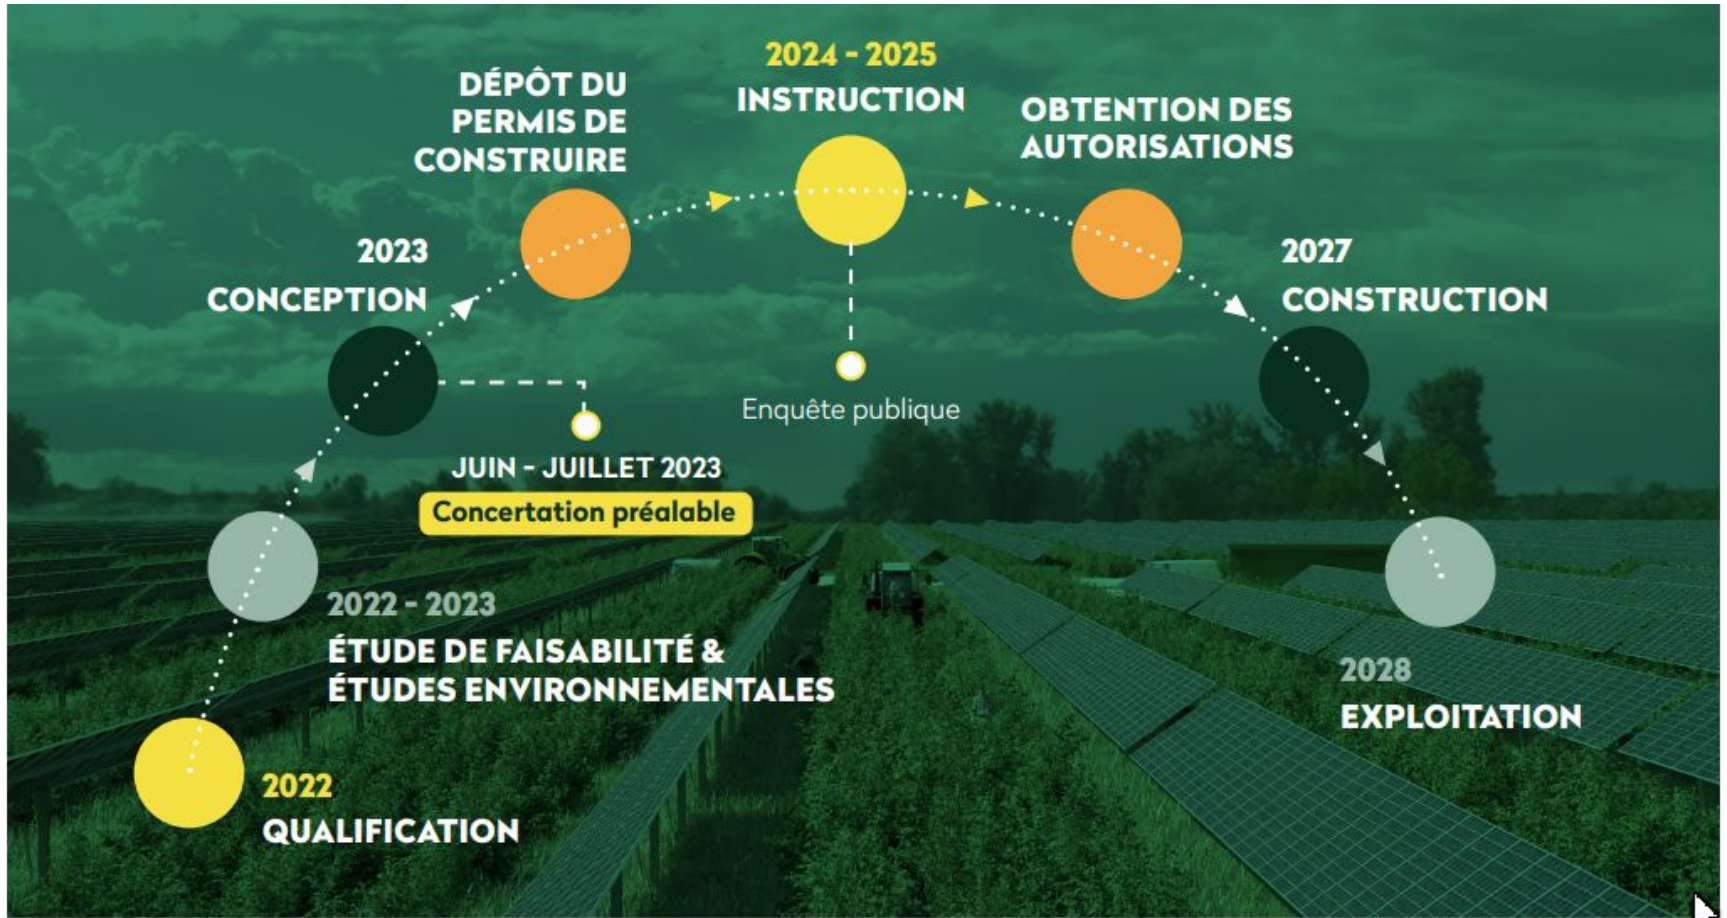 2022
QUALIFICATION
2022 - 2023
ÉTUDE DE FAISABILITÉ &
ÉTUDES ENVIRONNEMENTALES
2023
CONCEPTION
JUIN - JUILLET 2023
Concertation préalable
DÉPÔT DU
PERMIS DE
CONSTRUIRE
2024 - 2025
INSTRUCTION
Enquête publique
OBTENTION DES
AUTORISATIONS
2027
CONSTRUCTION
2028
EXPLOITATION